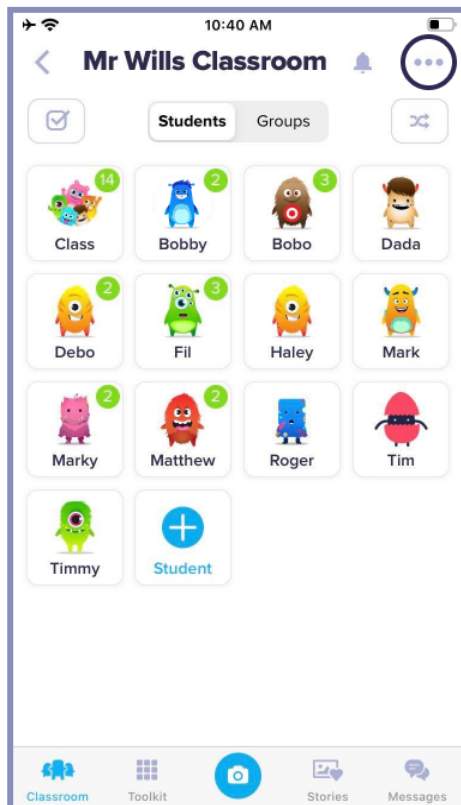 10:40 AM
Mr Wills Classroom
Students Groups
14 2 3
Class Bobby Bobo Dada
2 3
Debo Fil Haley Mark
2 2
Marky Matthew Roger Tim
Timmy Student
Classroom Toolkit Stories Messages